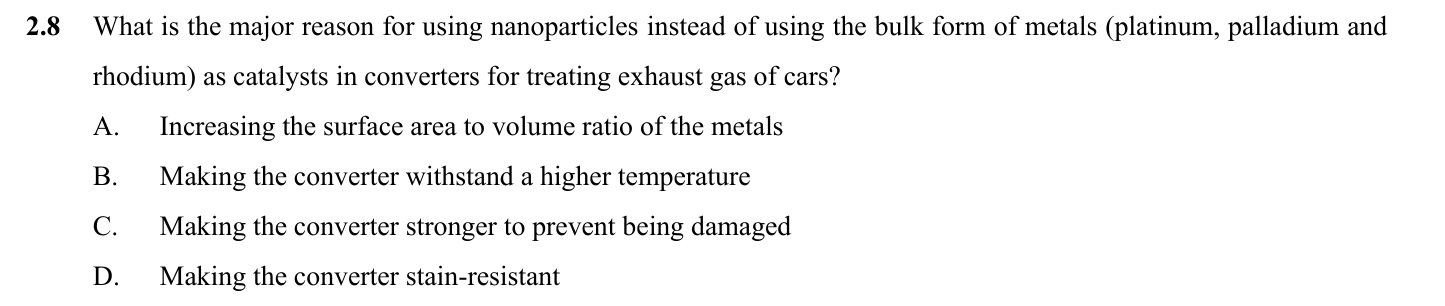 2.8 What is the major reason for using nanoparticles instead of using the bulk form of metals (platinum, palladium and
rhodium) as catalysts in converters for treating exhaust gas of cars?
A. Increasing the surface area to volume ratio of the metals
B. Making the converter withstand a higher temperature
C. Making the converter stronger to prevent being damaged
D. Making the converter stain-resistant